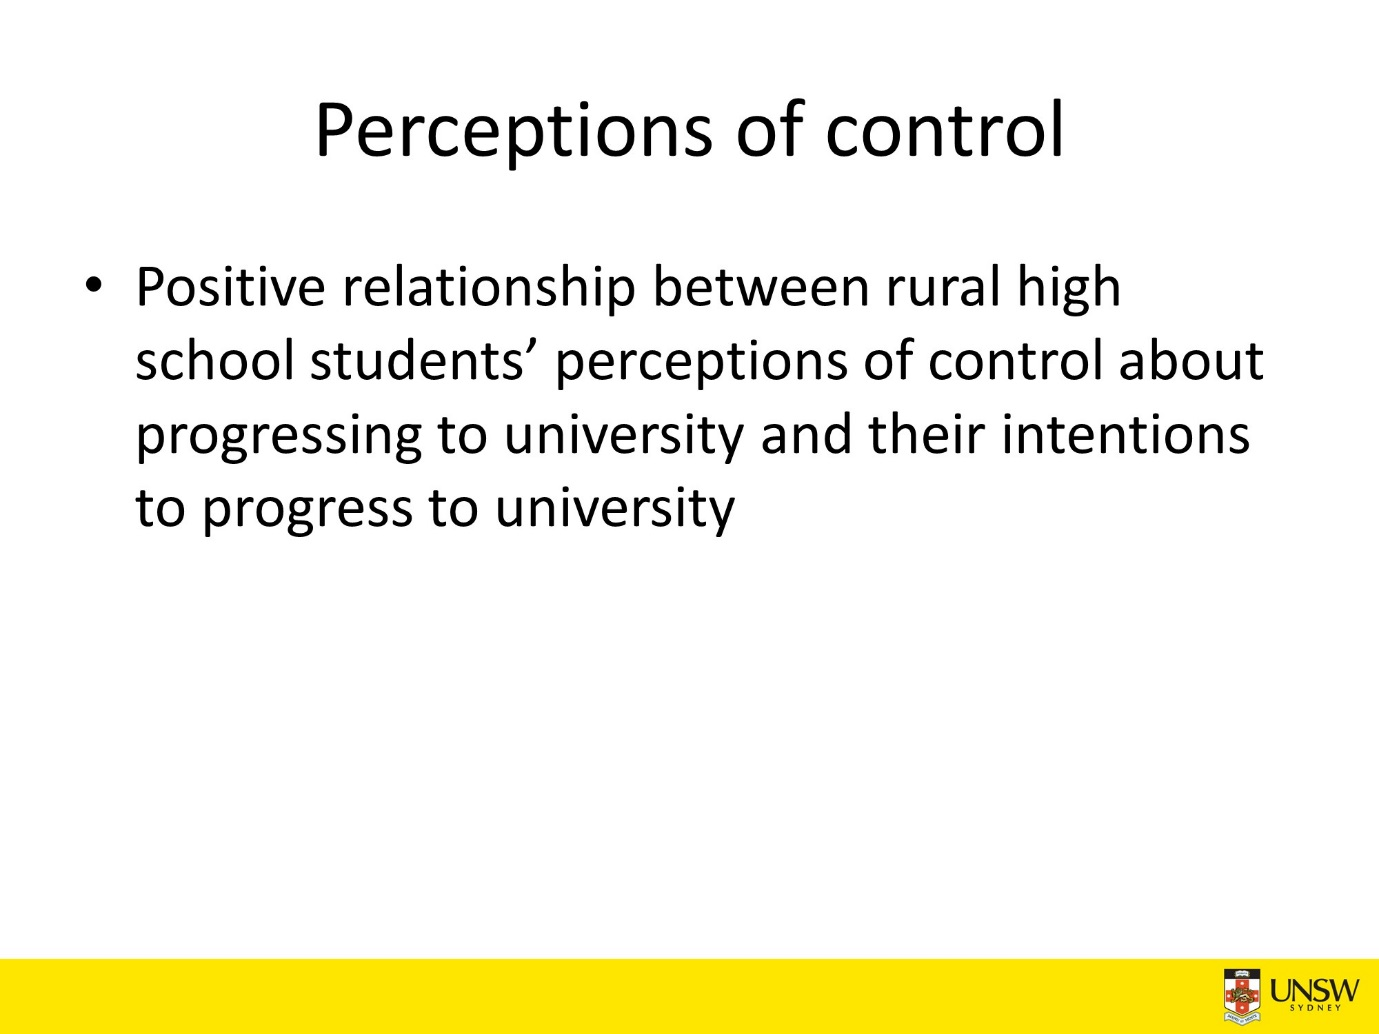 Perceptions of control
• Positive relationship between rural high
school students’ perceptions of control about
progressing to university and their intentions
to progress to university
UNSW
SYDNEY